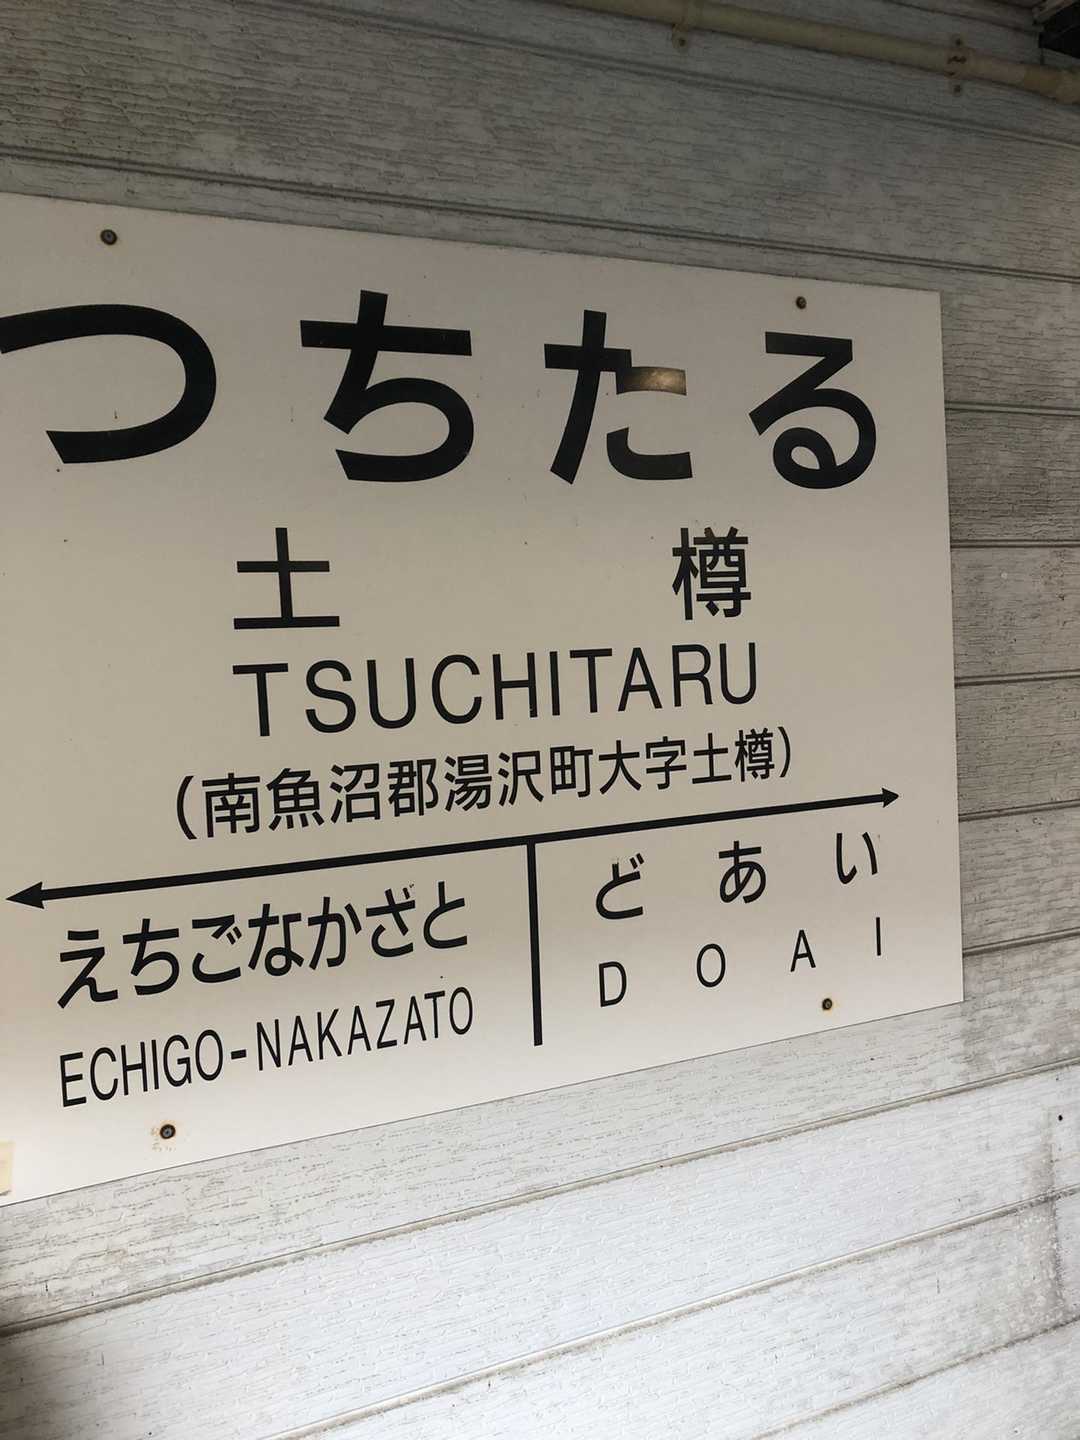 つちたる
土樽
TSUCHITARU
(南魚沼郡湯沢町大字土樽)
えちごなかざと
ECHIGO-NAKAZATO
どあい
DOAI